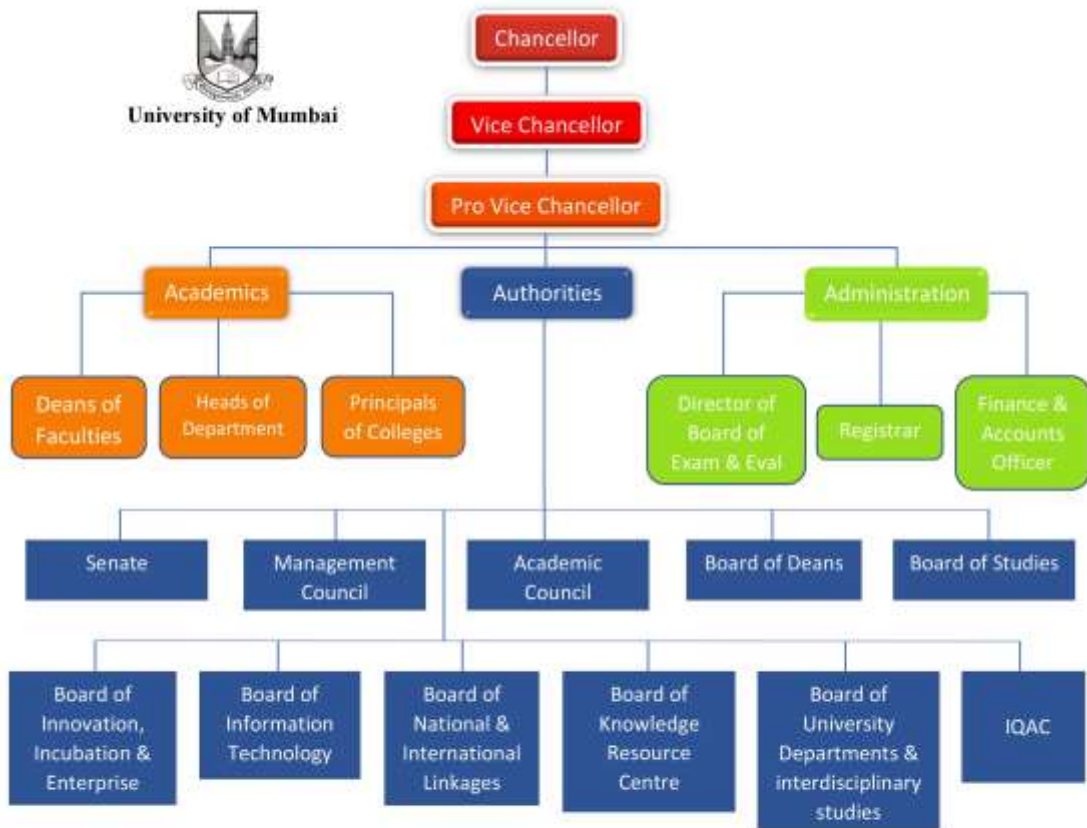 Chancellor
University of Mumbai
Vice Chancellor
Pro Vice Chancellor
Academics
Authorities
Administration
Deans of
Faculties
Heads of
Department
Principals
of Colleges
Director of
Board of
Exam & Eval
Registrar
Finance &
Accounts
Officer
Senate
Management
Council
Academic
Council
Board of Deans
Board of Studies
Board of
Innovation,
Incubation &
Enterprise
Board of
Information
Technology
Board of
National &
International
Linkages
Board of
Knowledge
Resource
Centre
Board of
University
Departments &
interdisciplinary
studies
IQAC